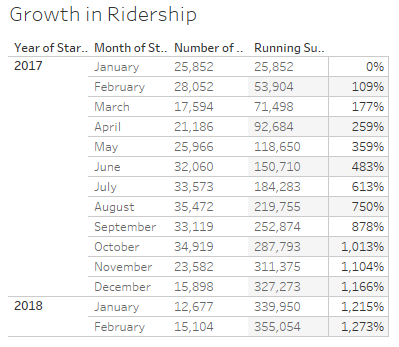 Growth in Ridership
Year of Star.. Month of St.. Number of .. Running Su..
2017 January 25,852 25,852 0%
February 28,052 53,904 109%
March 17,594 71,498 177%
April 21,186 92,684 259%
May 25,966 118,650 359%
June 32,060 150,710 483%
July 33,573 184,283 613%
August 35,472 219,755 750%
September 33,119 252,874 878%
October 34,919 287,793 1,013%
November 23,582 311,375 1,104%
December 15,898 327,273 1,166%
2018 January 12,677 339,950 1,215%
February 15,104 355,054 1,273%